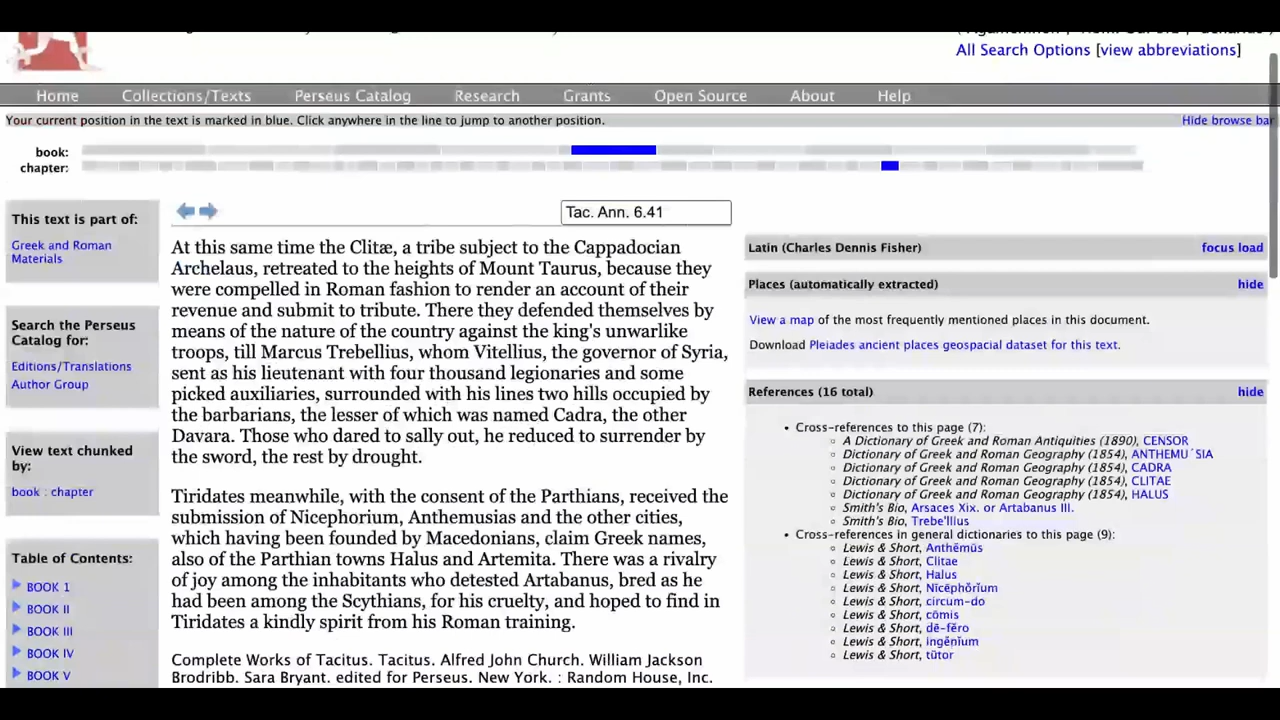 All Search Options [view abbreviations]
Home Collections/Texts Perseus Catalog Research Grants Open Source About Help
Your current position in the text is marked in blue. Click anywhere in the line to jump to another position. Hide browse bar
book:
chapter:
This text is part of:
Greek and Roman
Materials
Search the Perseus
Catalog for:
Editions/Translations
Author Group
View text chunked
by:
book : chapter
Table of Contents:
BOOK 1
BOOK II
BOOK III
BOOK IV
BOOK V
Tac. Ann. 6.41
At this same time the Clitæ, a tribe subject to the Cappadocian
Archelaus, retreated to the heights of Mount Taurus, because they
were compelled in Roman fashion to render an account of their
revenue and submit to tribute. There they defended themselves by
means of the nature of the country against the king's unwarlike
troops, till Marcus Trebellius, whom Vitellius, the governor of Syria,
sent as his lieutenant with four thousand legionaries and some
picked auxiliaries, surrounded with his lines two hills occupied by
the barbarians, the lesser of which was named Cadra, the other
Davara. Those who dared to sally out, he reduced to surrender by
the sword, the rest by drought.
Tiridates meanwhile, with the consent of the Parthians, received the
submission of Nicephorium, Anthemusias and the other cities,
which having been founded by Macedonians, claim Greek names,
also of the Parthian towns Halus and Artemita. There was a rivalry
of joy among the inhabitants who detested Artabanus, bred as he
had been among the Scythians, for his cruelty, and hoped to find in
Tiridates a kindly spirit from his Roman training.
Complete Works of Tacitus. Tacitus. Alfred John Church. William Jackson
Brodribb. Sara Bryant. edited for Perseus. New York. : Random House, Inc.
Latin (Charles Dennis Fisher) focus load
Places (automatically extracted) hide
View a map of the most frequently mentioned places in this document.
Download Pleiades ancient places geospacial dataset for this text.
References (16 total) hide
Cross-references to this page (7):
A Dictionary of Greek and Roman Antiquities (1890), CENSOR
Dictionary of Greek and Roman Geography (1854), ANTHEMU´SIA
Dictionary of Greek and Roman Geography (1854), CADRA
Dictionary of Greek and Roman Geography (1854), CLITAE
Dictionary of Greek and Roman Geography (1854), HALUS
Smith's Bio, Arsaces Xix. or Artabanus III.
Smith's Bio, Trebe'llius
Cross-references in general dictionaries to this page (9):
Lewis & Short, Anthĕmūs
Lewis & Short, Clitae
Lewis & Short, Halus
Lewis & Short, Nīcēphŏrĭum
Lewis & Short, circum-do
Lewis & Short, cōmis
Lewis & Short, dē-fĕro
Lewis & Short, ingĕnĭum
Lewis & Short, tūtor